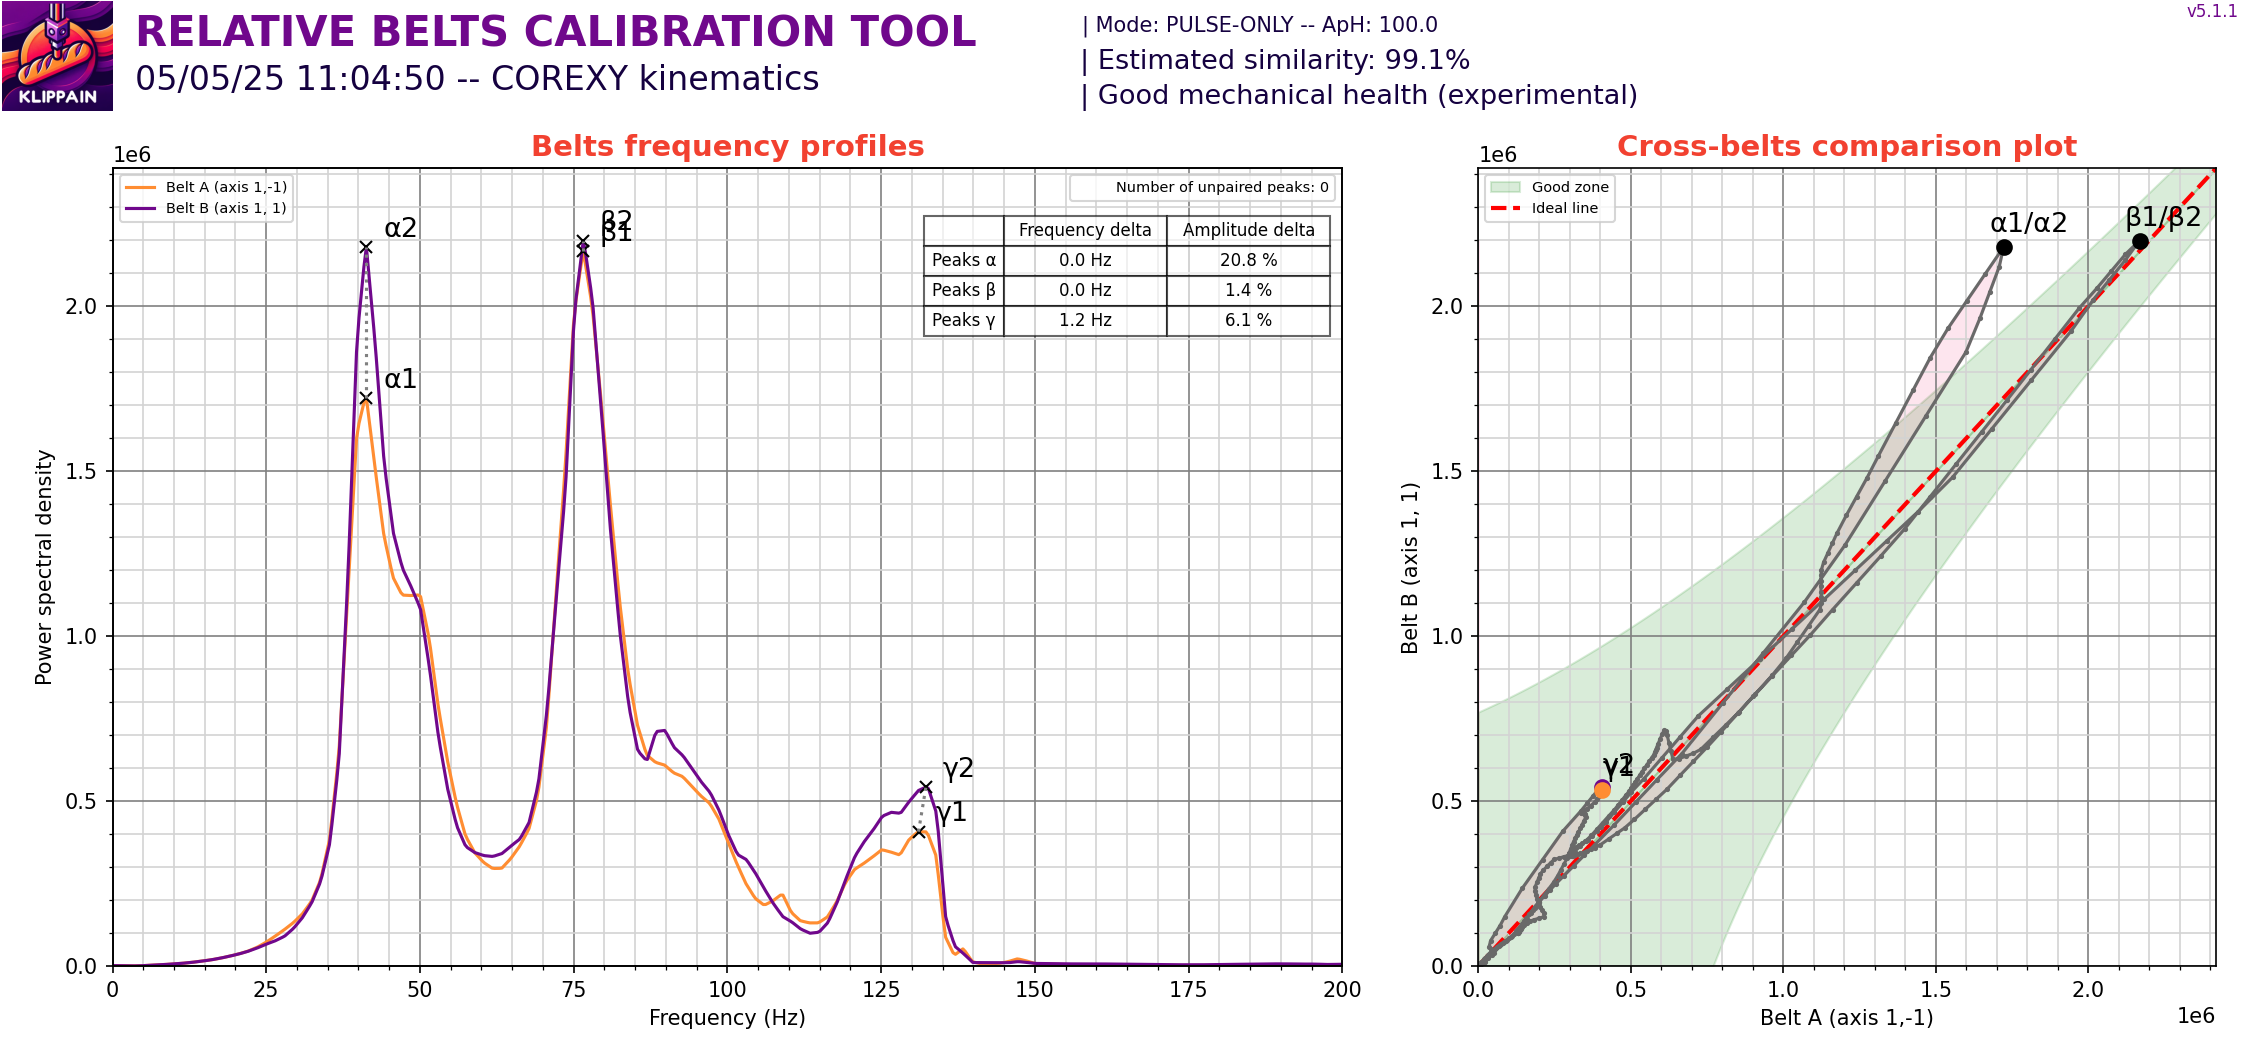 KLIPPAIN
RELATIVE BELTS CALIBRATION TOOL
05/05/25 11:04:50 -- COREXY kinematics
| Mode: PULSE-ONLY -- ApH: 100.0
| Estimated similarity: 99.1%
| Good mechanical health (experimental)
v5.1.1
Belts frequency profiles
1e6
Belt A (axis 1,-1)
Belt B (axis 1, 1)
Number of unpaired peaks: 0
Frequency delta Amplitude delta
Peaks α 0.0 Hz 20.8 %
Peaks β 0.0 Hz 1.4 %
Peaks γ 1.2 Hz 6.1 %
α2
α1
β2
β1
γ2
γ1
Power spectral density
2.0
1.5
1.0
0.5
0.0
0 25 50 75 100 125 150 175 200
Frequency (Hz)
Cross-belts comparison plot
1e6
Good zone
Ideal line
α1/α2
β1/β2
γ2
γ1
Belt B (axis 1, 1)
2.0
1.5
1.0
0.5
0.0
0.0 0.5 1.0 1.5 2.0
Belt A (axis 1,-1)
1e6